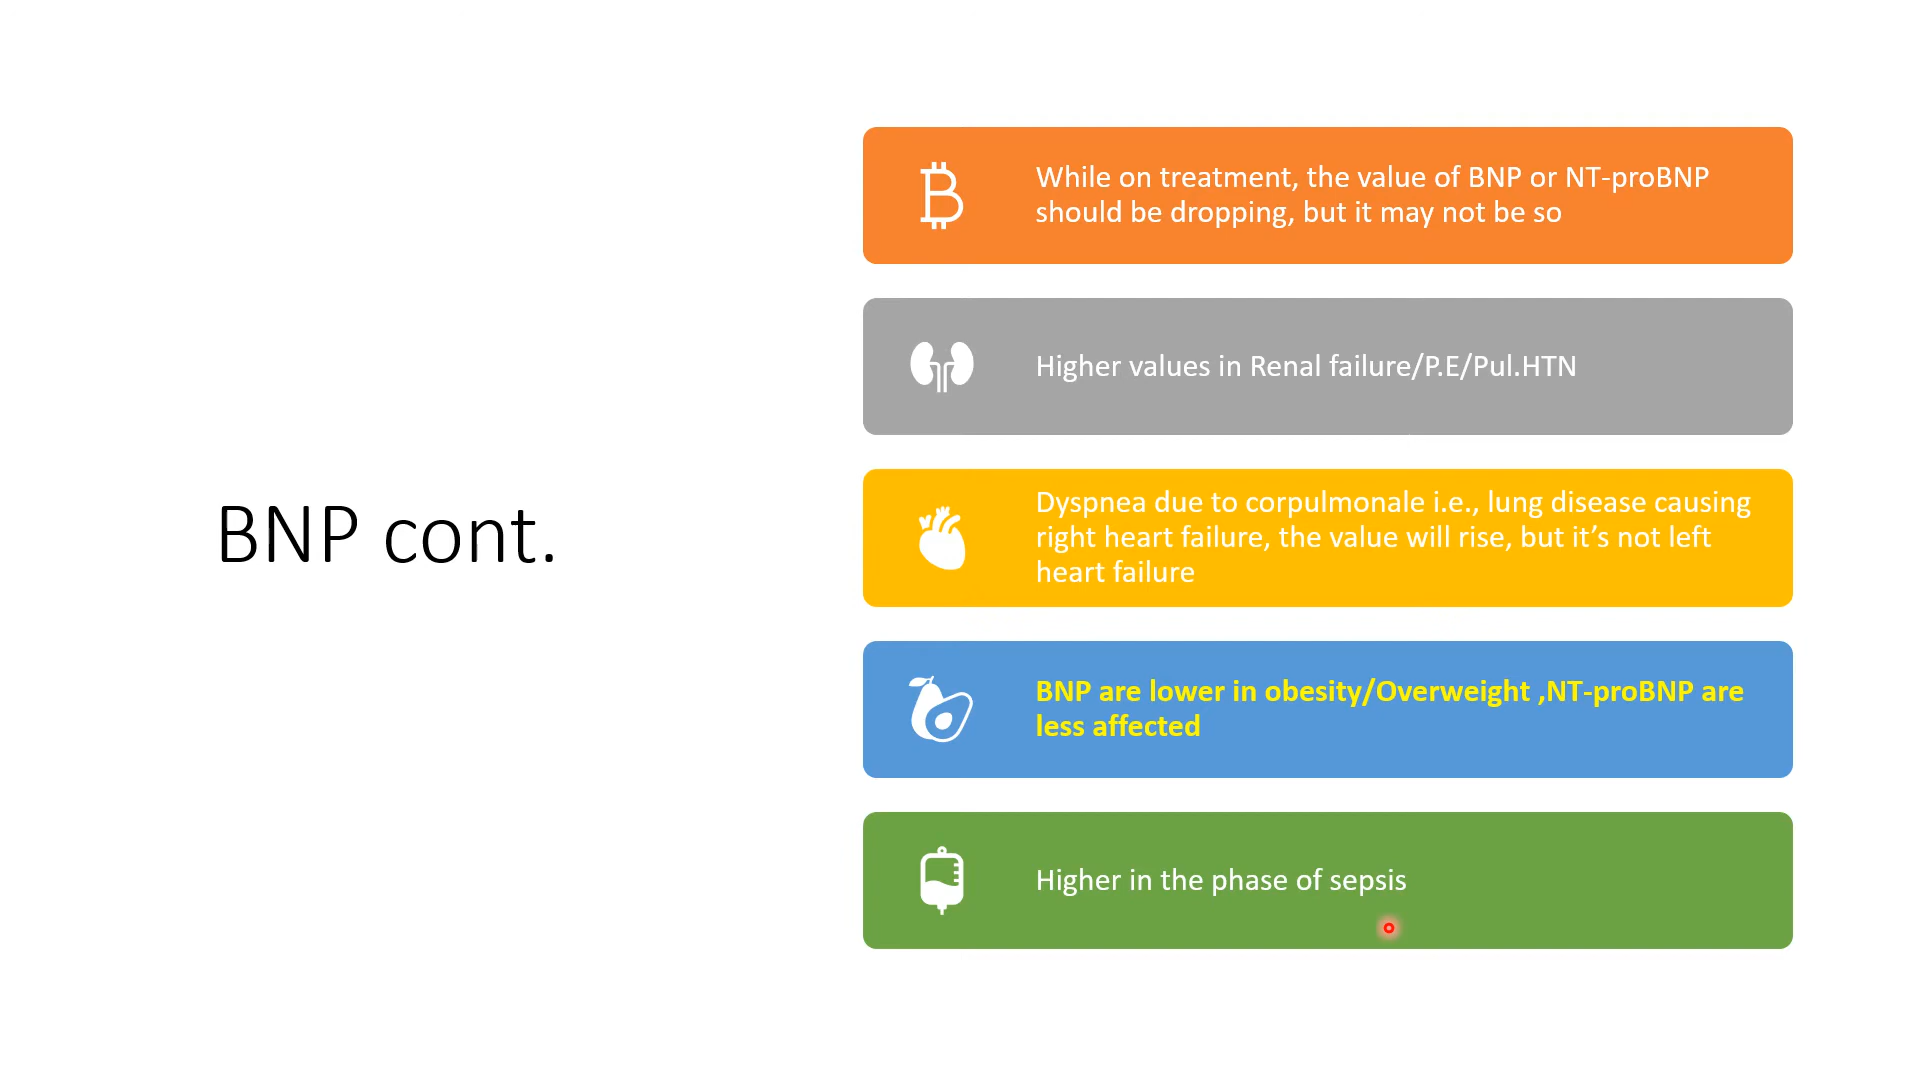 BNP cont.
While on treatment, the value of BNP or NT-proBNP
should be dropping, but it may not be so
Higher values in Renal failure/P.E/Pul.HTN
Dyspnea due to corpulmonale i.e., lung disease causing
right heart failure, the value will rise, but it’s not left
heart failure
BNP are lower in obesity/Overweight ,NT-proBNP are
less affected
Higher in the phase of sepsis